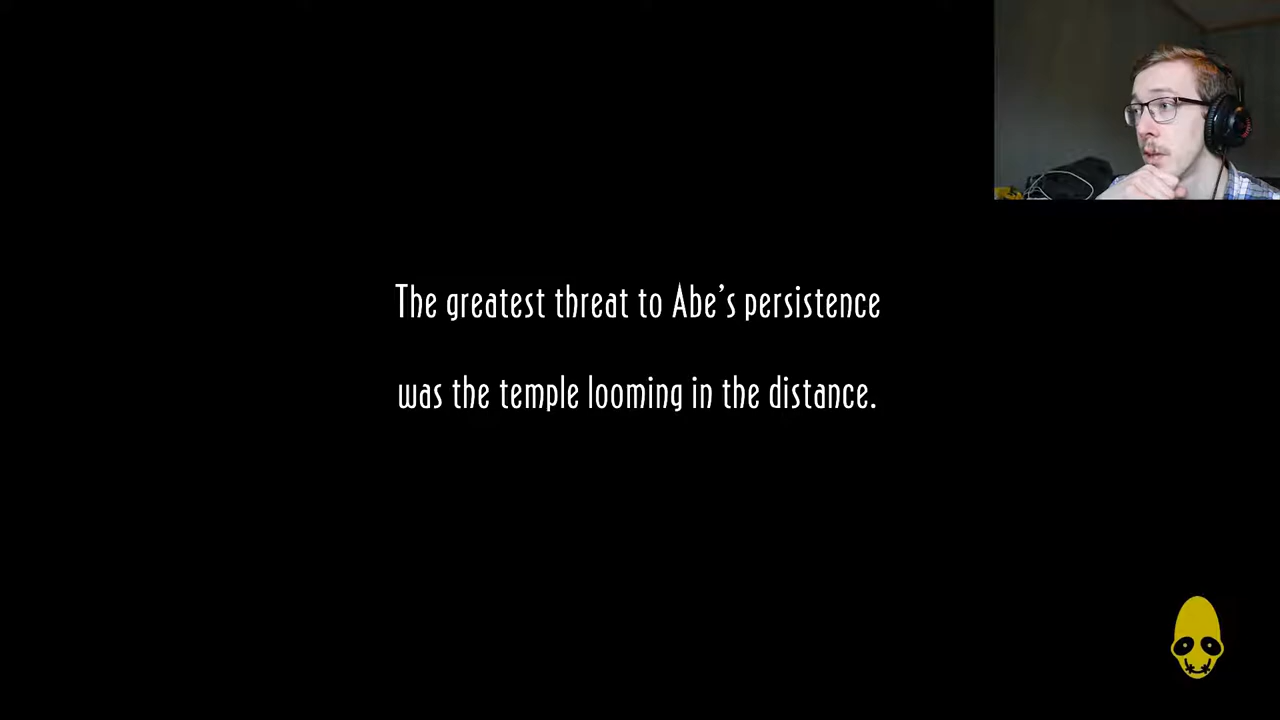 The greatest threat to Abe's persistence
was the temple looming in the distance.